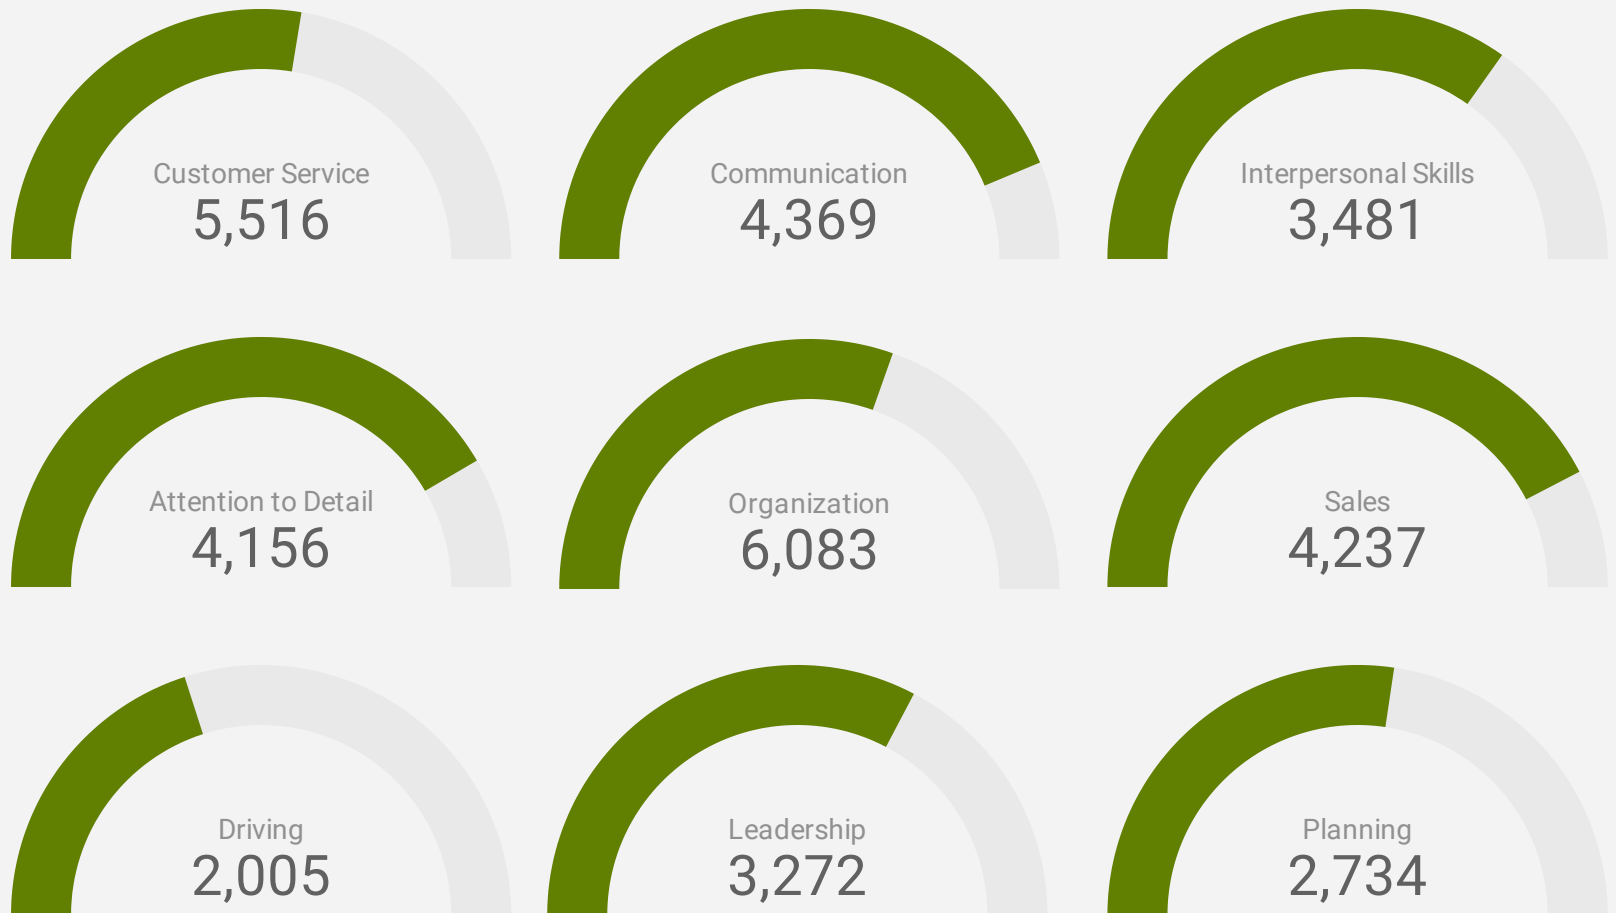 Customer Service
5,516
Communication
4,369
Interpersonal Skills
3,481
Attention to Detail
4,156
Organization
6,083
Sales
4,237
Driving
2,005
Leadership
3,272
Planning
2,734